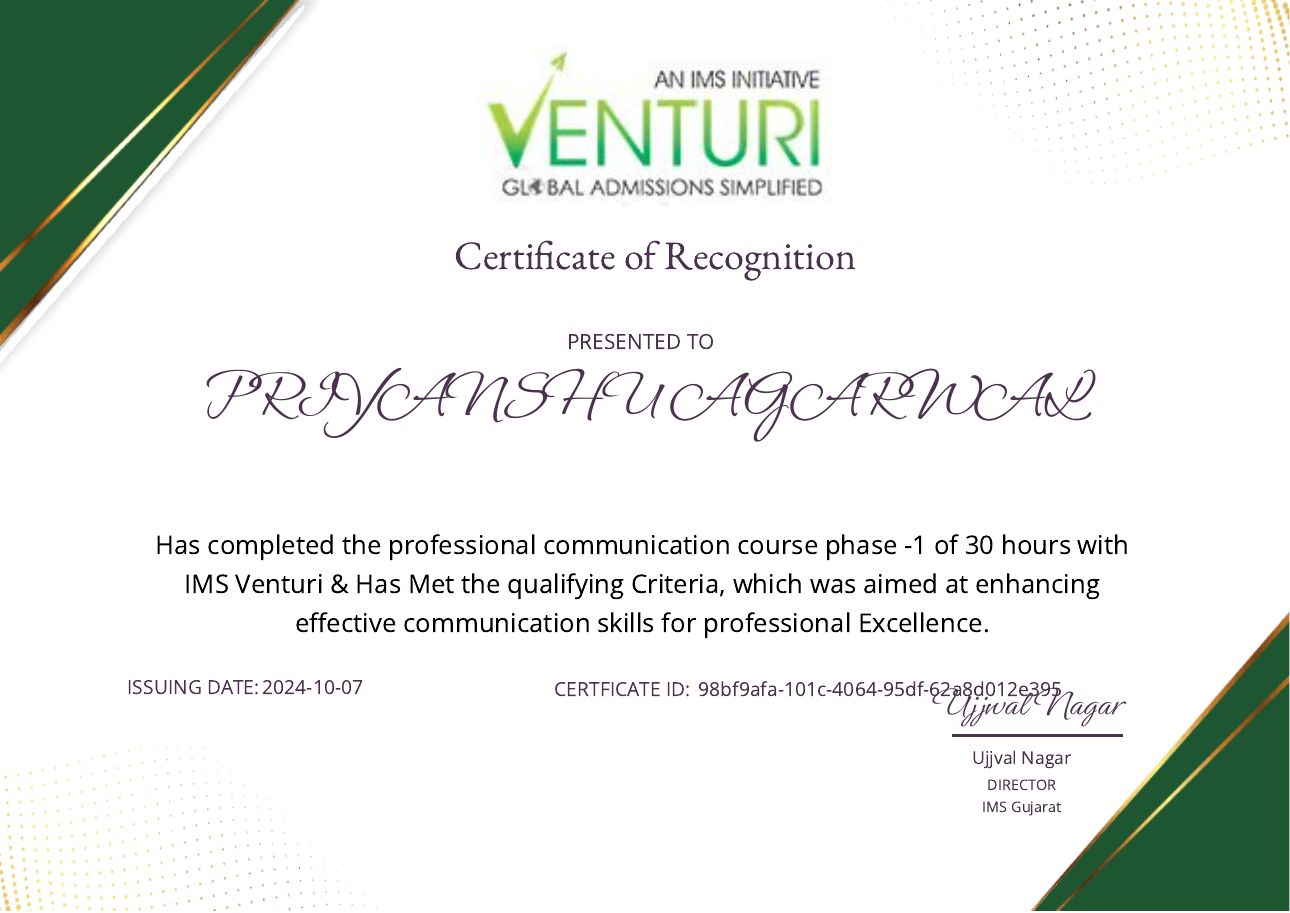 AN IMS INITIATIVE
VENTURI
GLOBAL ADMISSIONS SIMPLIFIED
Certificate of Recognition
PRESENTED TO
PRIYANSHU AGARWAL
Has completed the professional communication course phase -1 of 30 hours with
IMS Venturi & Has Met the qualifying Criteria, which was aimed at enhancing
effective communication skills for professional Excellence.
ISSUING DATE: 2024-10-07
CERTFICATE ID: 98bf9afa-101c-4064-95df-62a8d012e395
Ujjwal Nagar
Ujjval Nagar
DIRECTOR
IMS Gujarat